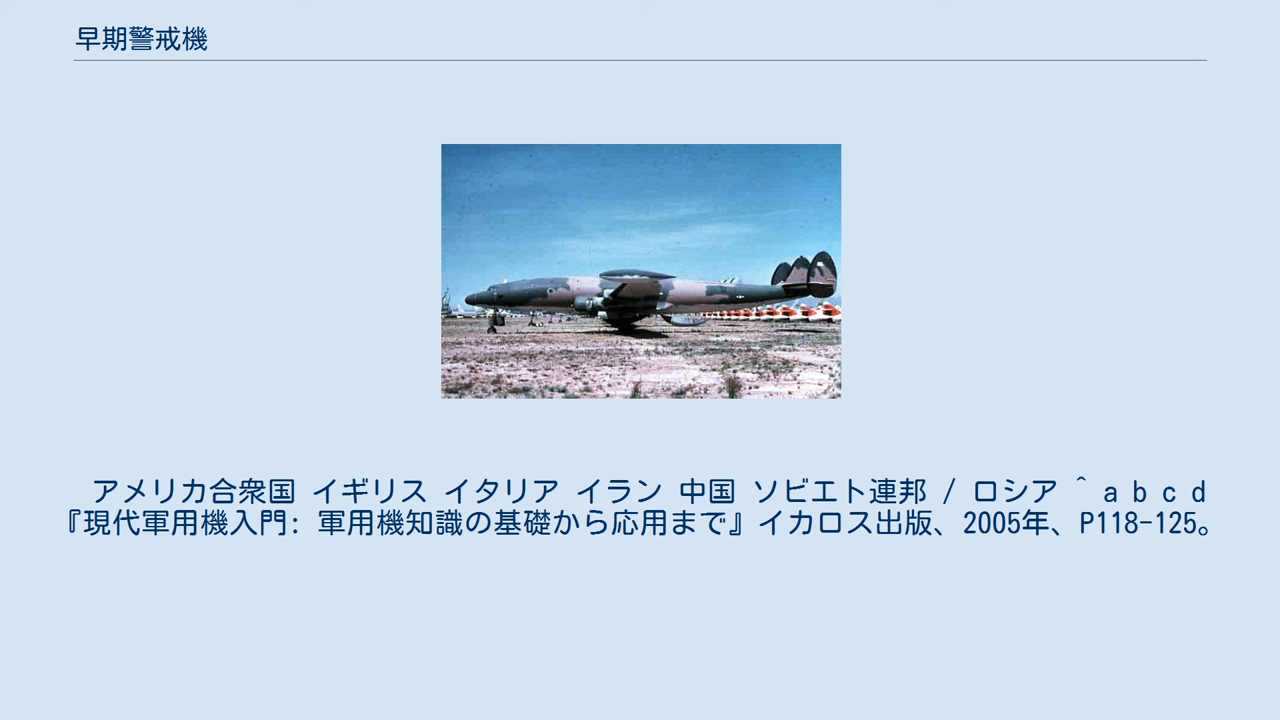 早期警戒機
アメリカ合衆国 イギリス イタリア イラン 中国 ソビエト連邦 / ロシア ^ a b c d
『現代軍用機入門: 軍用機知識の基礎から応用まで』イカロス出版、2005年、P118-125。